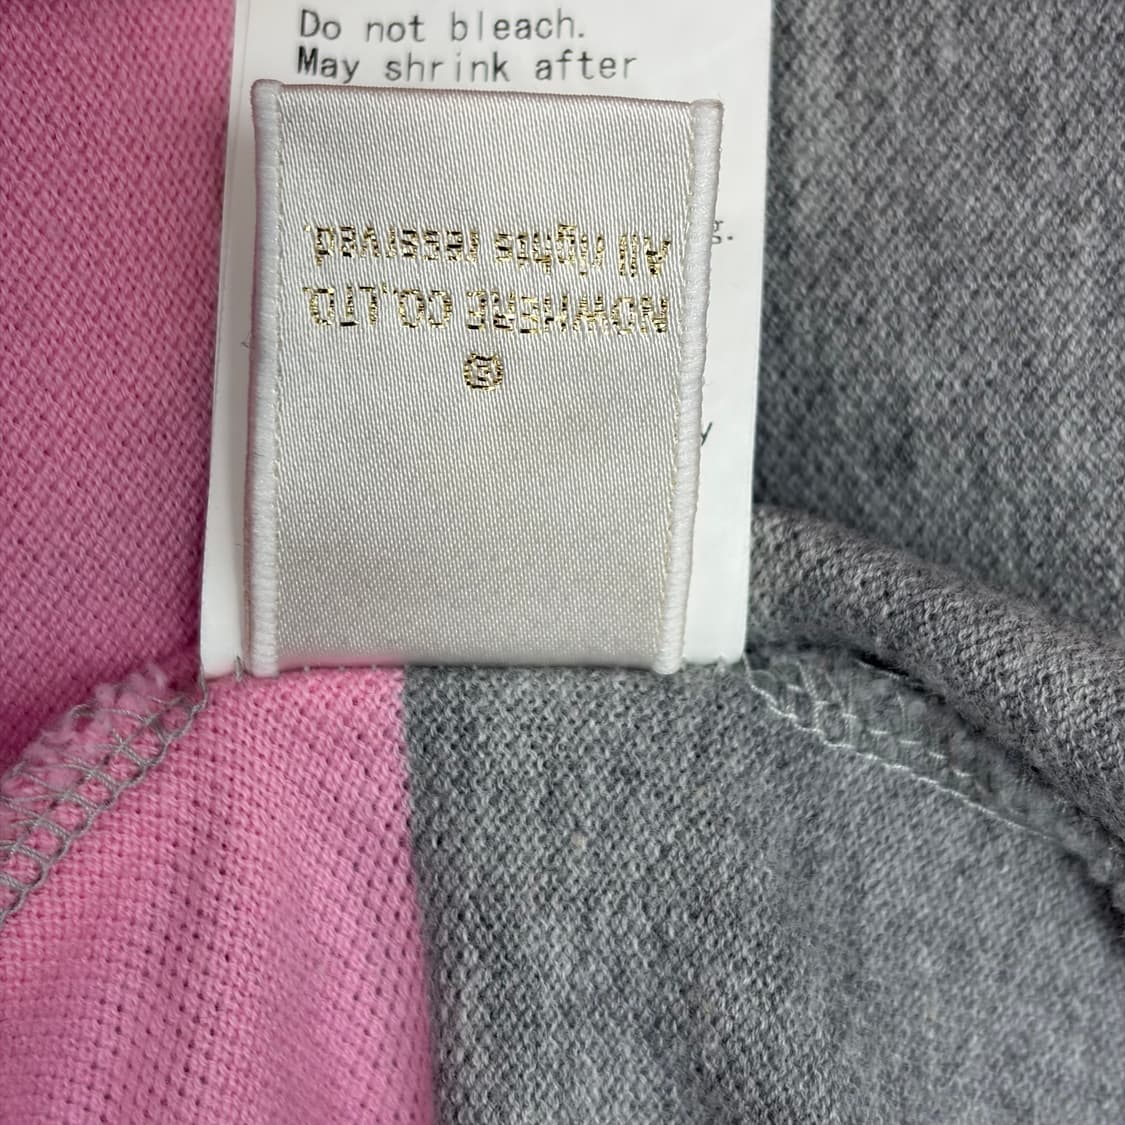 Do not bleach.
May shrink after
g.
y
©
NOWHERE CO.,LTD.
All rights reserved.